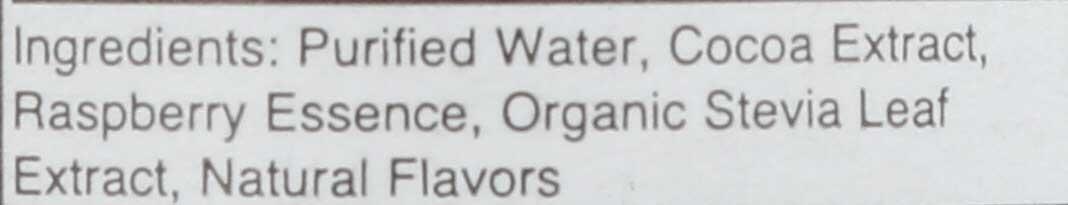 Ingredients: Purified Water, Cocoa Extract,
Raspberry Essence, Organic Stevia Leaf
Extract, Natural Flavors